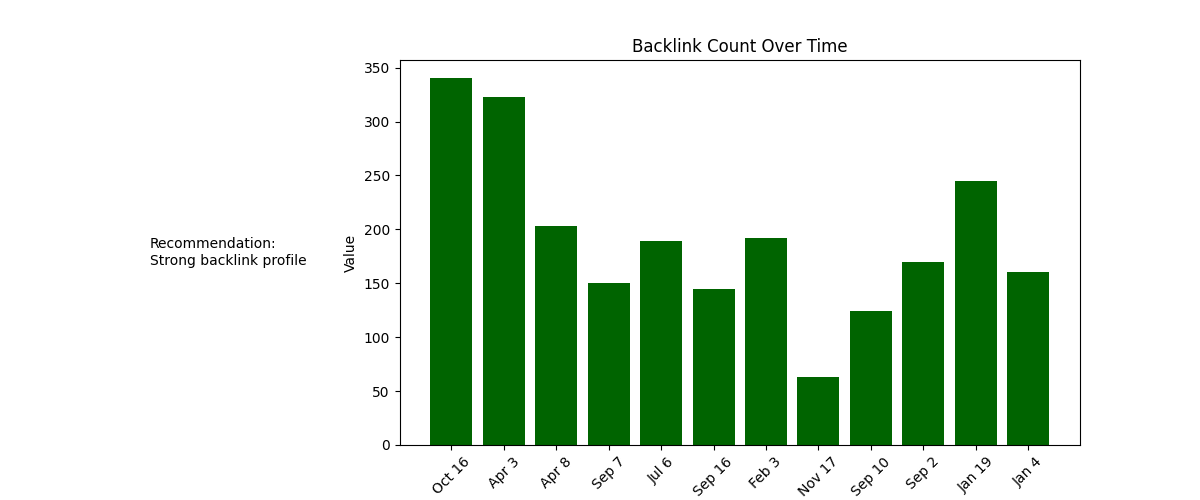 Backlink Count Over Time
Recommendation:
Strong backlink profile
Value
350
300
250
200
150
100
50
0
Oct 16
Apr 3
Apr 8
Sep 7
Jul 6
Sep 16
Feb 3
Nov 17
Sep 10
Sep 2
Jan 19
Jan 4